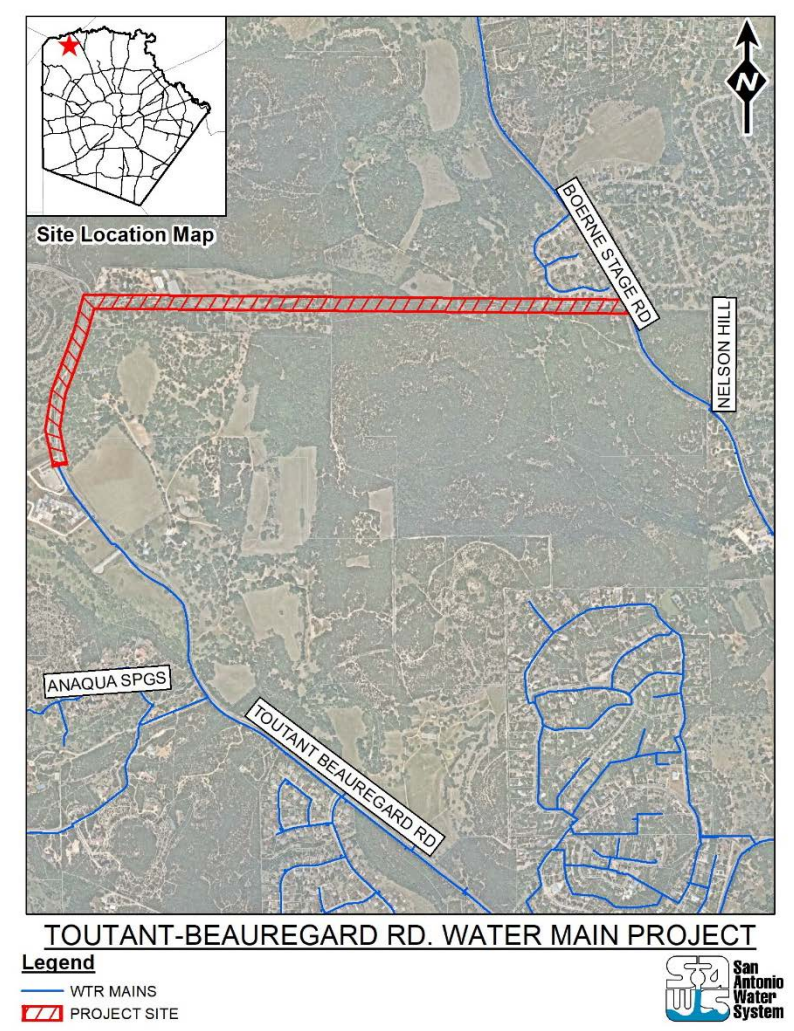 N
Site Location Map
BOERNE STAGE RD
NELSON HILL
ANAQUA SPGS
TOUTANT BEAUREGARD RD
TOUTANT-BEAUREGARD RD. WATER MAIN PROJECT
Legend
WTR MAINS
PROJECT SITE
SAWS
San
Antonio
Water
System